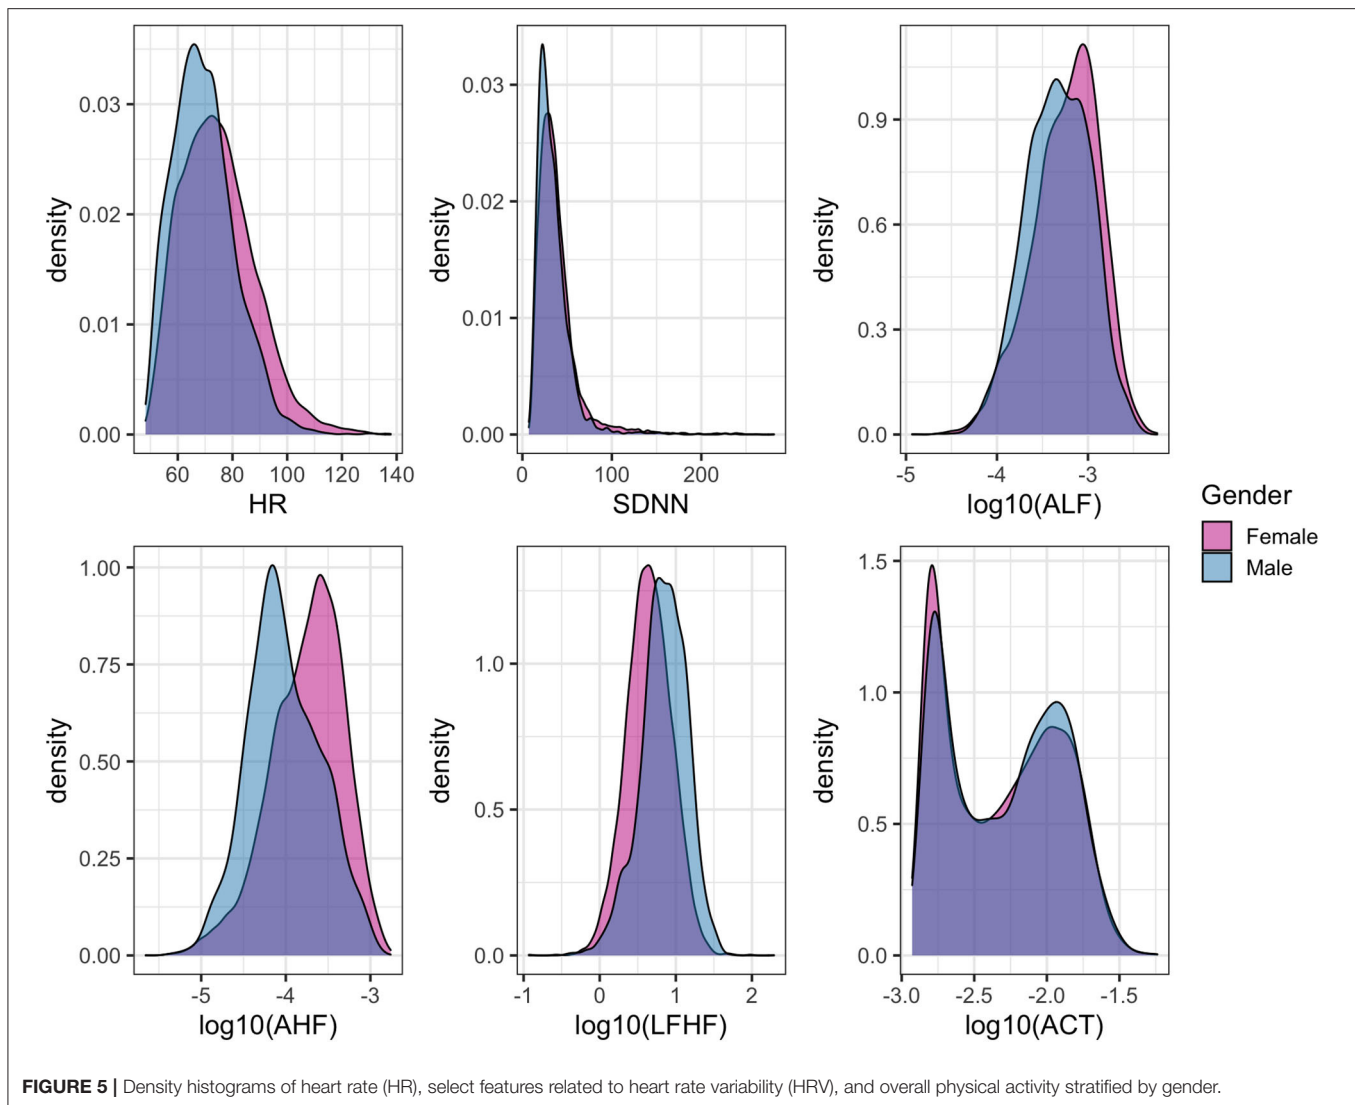 density
0.03
0.02
0.01
0.00
60 80 100 120 140
HR
density
0.03
0.02
0.01
0.00
0 100 200
SDNN
density
0.9
0.6
0.3
0.0
-5 -4 -3
log10(ALF)
Gender
Female
Male
density
1.00
0.75
0.50
0.25
0.00
-5 -4 -3
log10(AHF)
density
1.0
0.5
0.0
-1 0 1 2
log10(LFHF)
density
1.5
1.0
0.5
0.0
-3.0 -2.5 -2.0 -1.5
log10(ACT)
FIGURE 5 | Density histograms of heart rate (HR), select features related to heart rate variability (HRV), and overall physical activity stratified by gender.